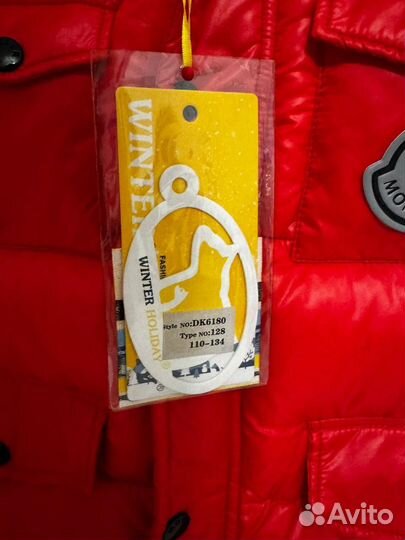 WINTER
FASHI
WINTER HOLIDAY®
Style NO:DK6180
Type NO:128
110-134
MON
Avito